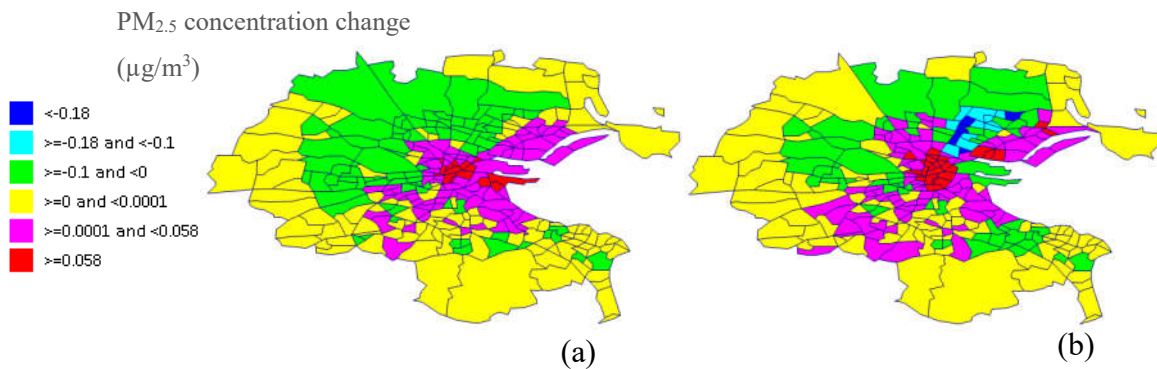 PM₂.₅ concentration change
(µg/m³)
<-0.18
>=-0.18 and <-0.1
>=-0.1 and <0
>=0 and <0.0001
>=0.0001 and <0.058
>=0.058
(a)
(b)